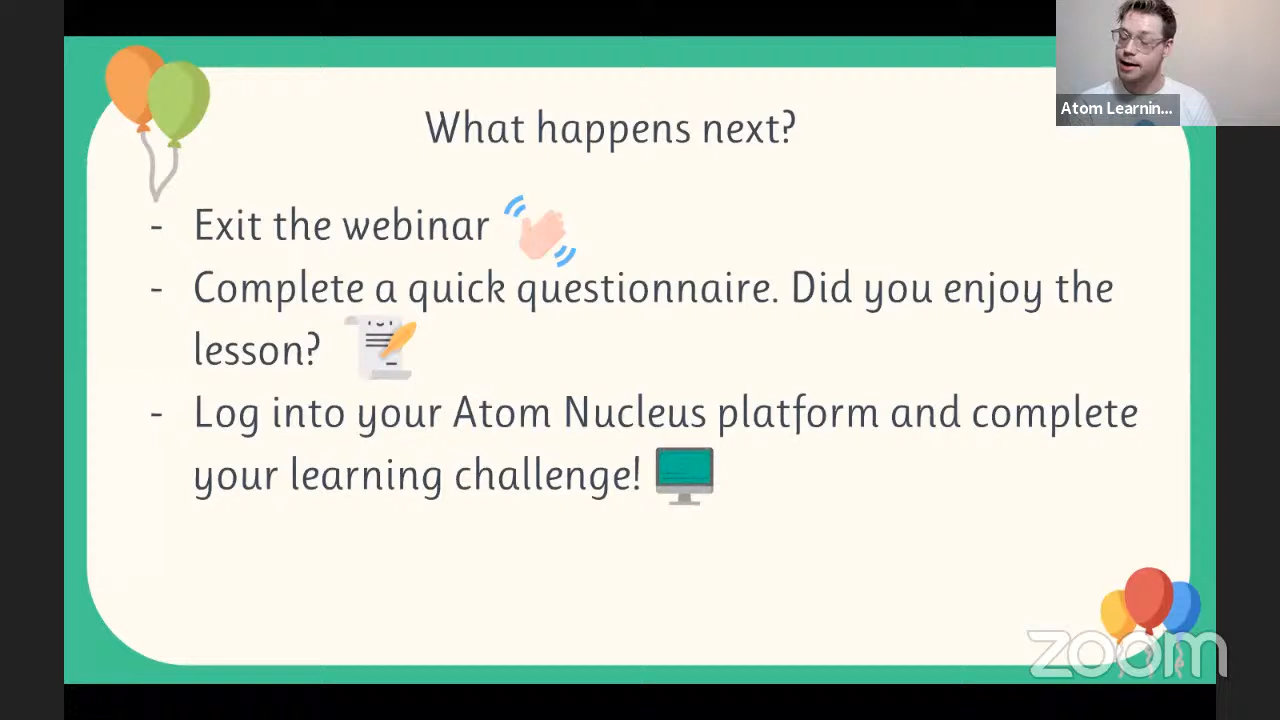 Atom Learnin...
What happens next?
- Exit the webinar
- Complete a quick questionnaire. Did you enjoy the
lesson?
- Log into your Atom Nucleus platform and complete
your learning challenge!
zoom